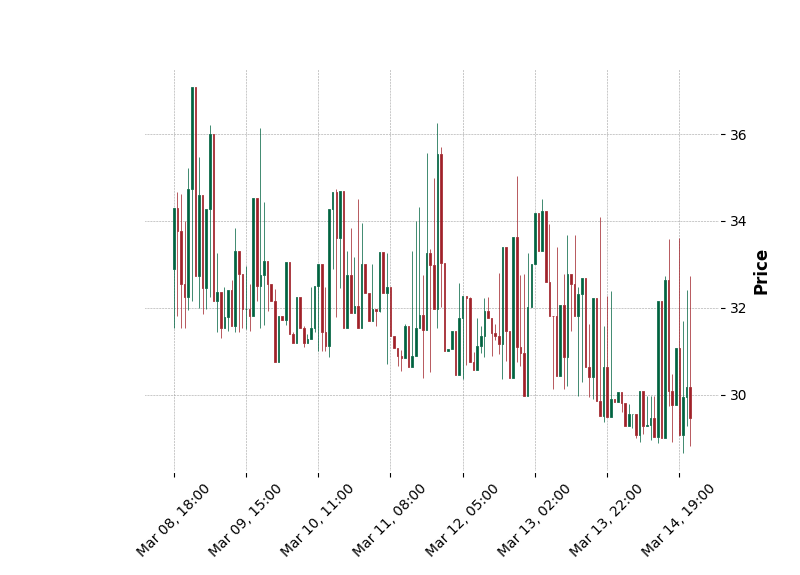 36
34
32
30
Price
Mar 08, 18:00
Mar 09, 15:00
Mar 10, 11:00
Mar 11, 08:00
Mar 12, 05:00
Mar 13, 02:00
Mar 13, 22:00
Mar 14, 19:00